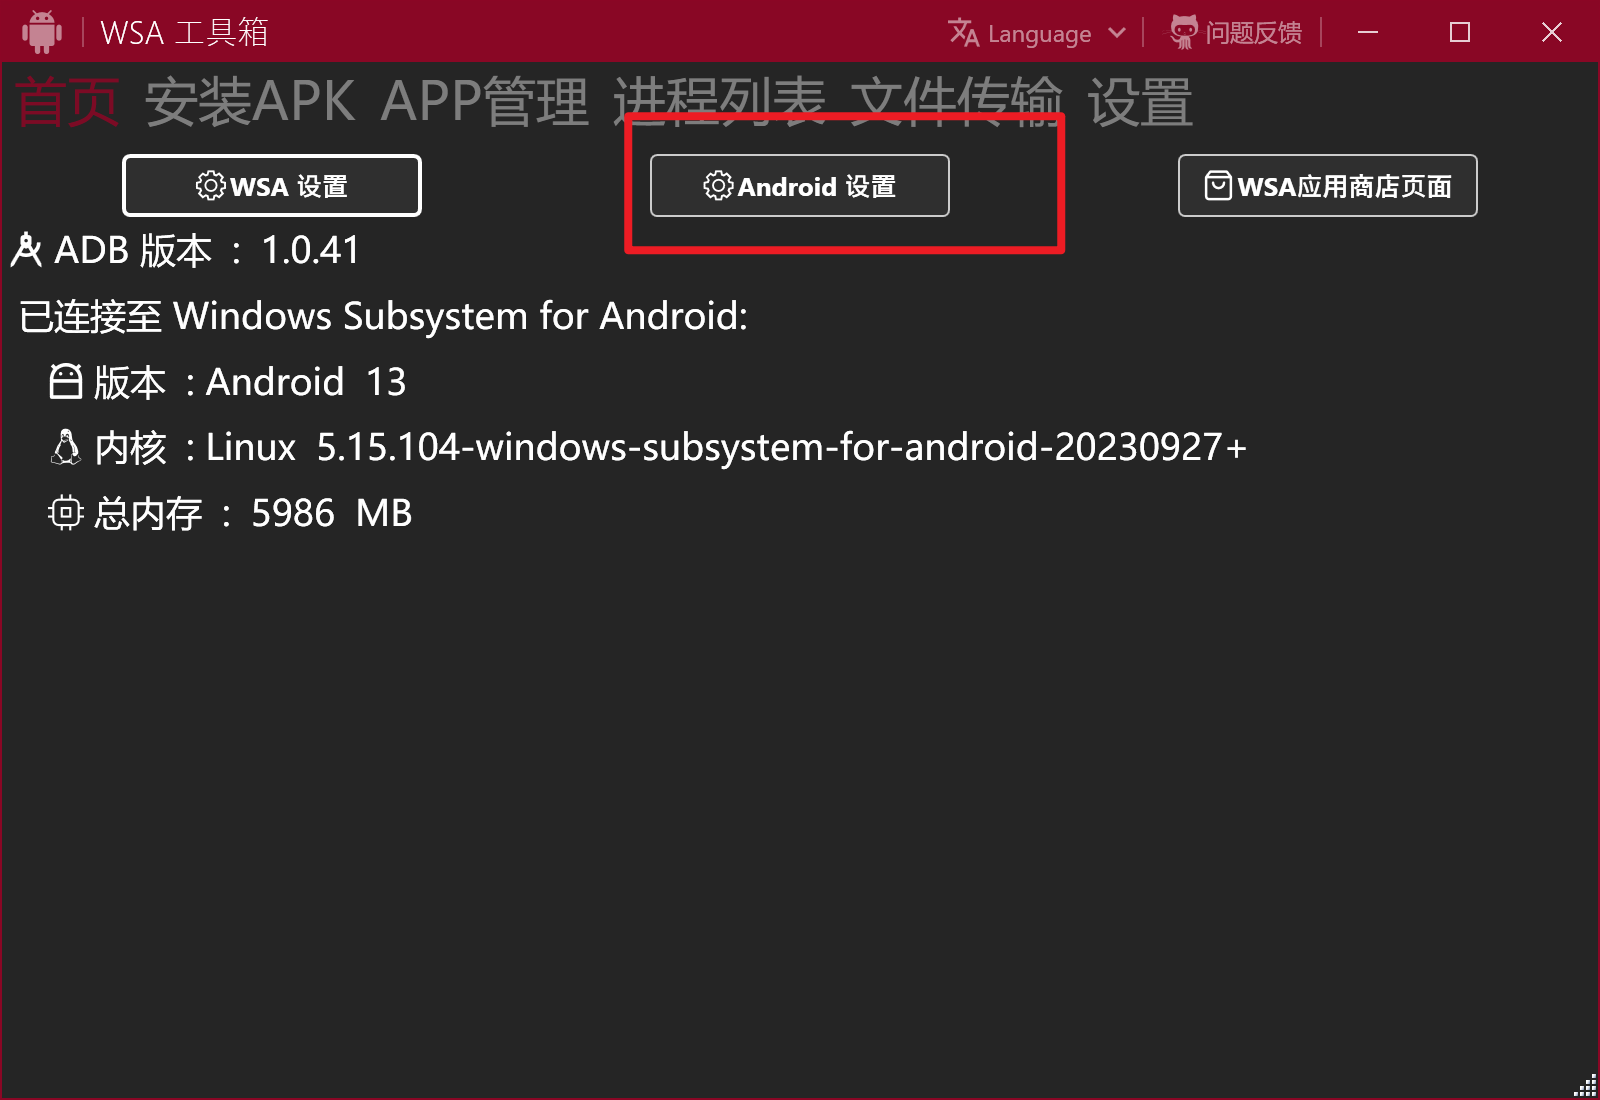 WSA 工具箱 Language 问题反馈
首页 安装APK APP管理 进程列表 文件传输 设置
WSA 设置 Android 设置 WSA应用商店页面
ADB 版本 : 1.0.41
已连接至 Windows Subsystem for Android:
版本 : Android 13
内核 : Linux 5.15.104-windows-subsystem-for-android-20230927+
总内存 : 5986 MB